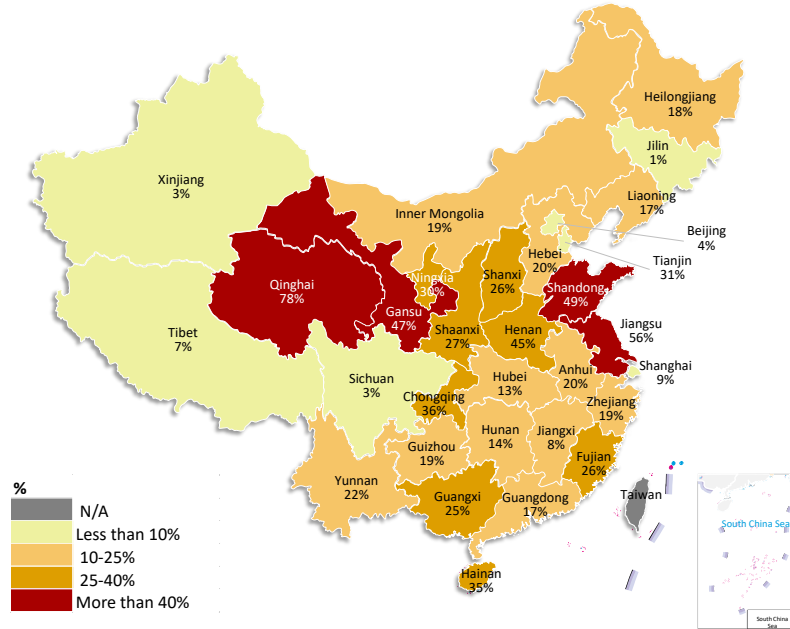 Heilongjiang
18%
Jilin
1%
Xinjiang
3%
Liaoning
17%
Inner Mongolia
19%
Beijing
4%
Hebei
20%
Tianjin
31%
Ningxia
30%
Shanxi
26%
Qinghai
78%
Shandong
49%
Gansu
47%
Jiangsu
56%
Tibet
7%
Shaanxi
27%
Henan
45%
Shanghai
9%
Anhui
20%
Sichuan
3%
Hubei
13%
Chongqing
36%
Zhejiang
19%
Hunan
14%
Jiangxi
8%
Guizhou
19%
Fujian
26%
Yunnan
22%
Guangxi
25%
Guangdong
17%
Taiwan
Hainan
35%
%
N/A
Less than 10%
10-25%
25-40%
More than 40%
South China Sea
South China
Sea